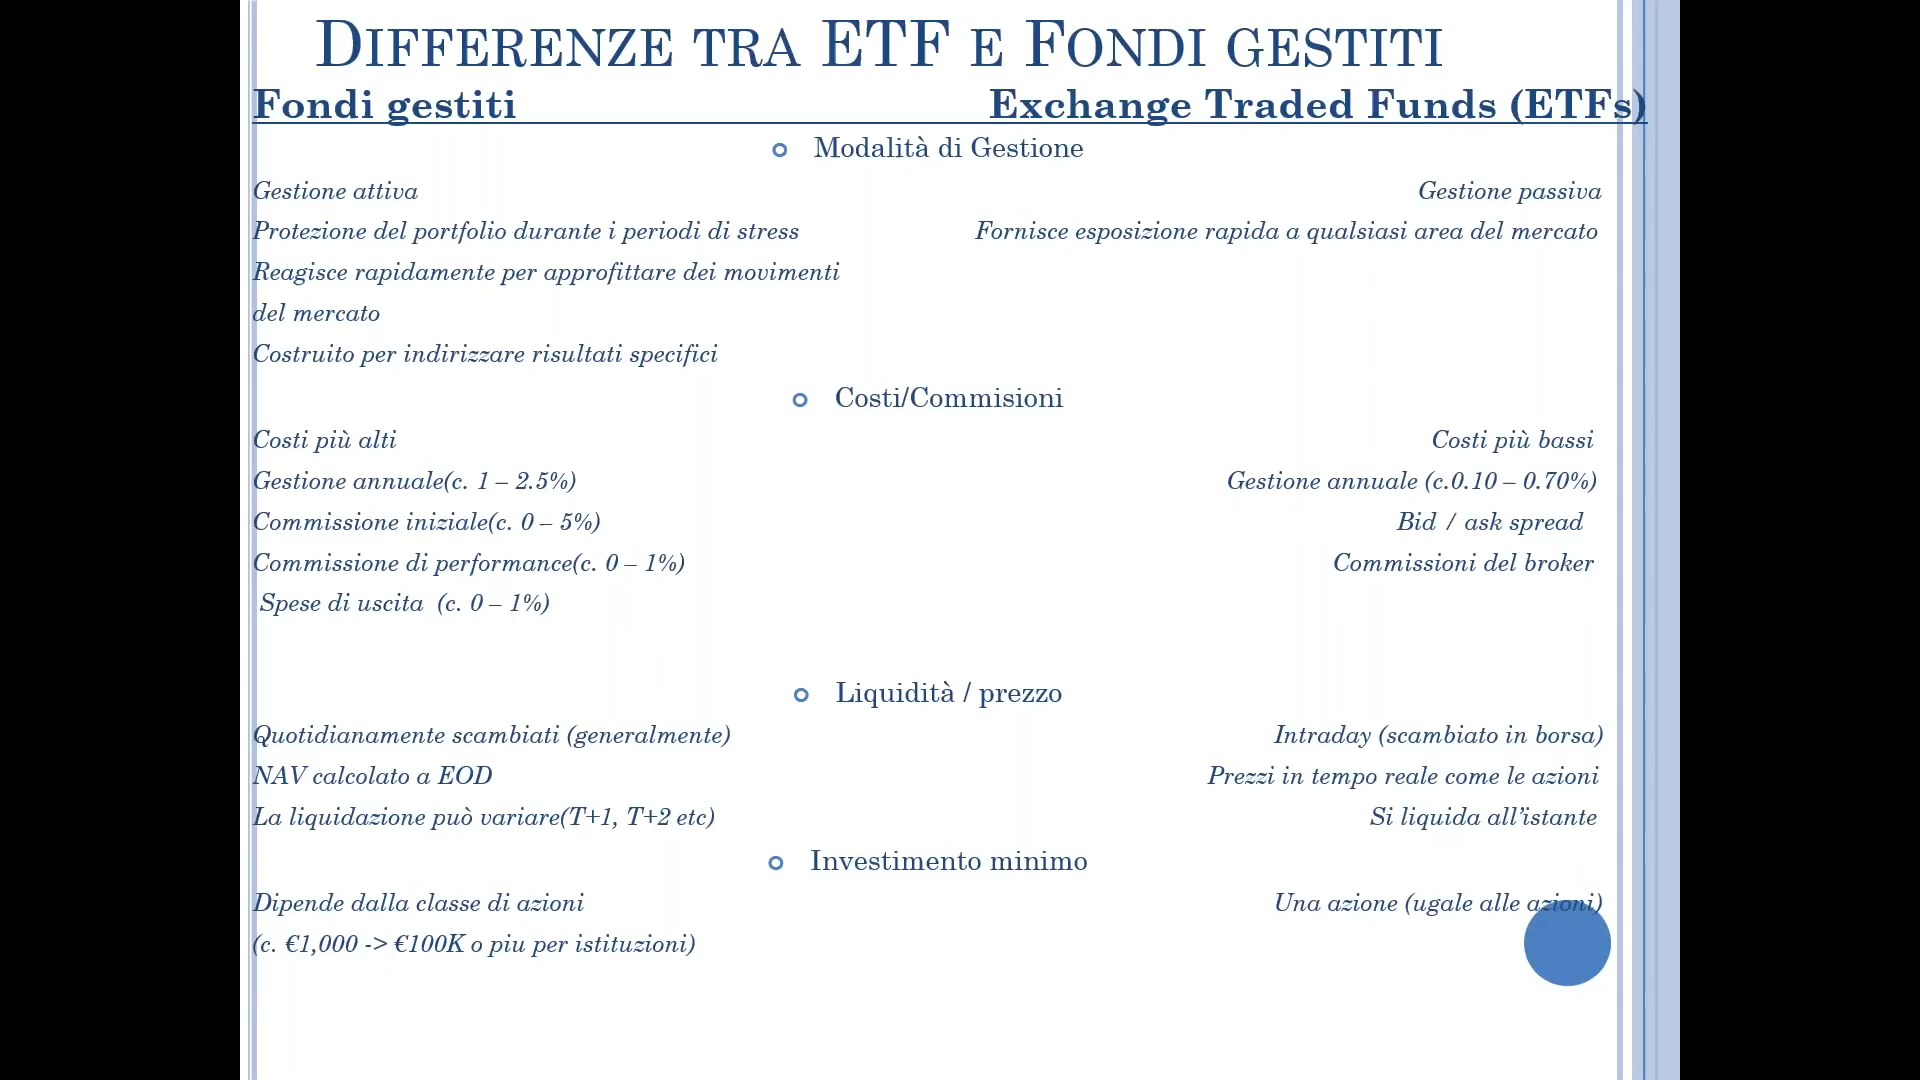 DIFFERENZE TRA ETF E FONDI GESTITI
Fondi gestiti Exchange Traded Funds (ETFs)
Modalità di Gestione
Gestione attiva Gestione passiva
Protezione del portfolio durante i periodi di stress Fornisce esposizione rapida a qualsiasi area del mercato
Reagisce rapidamente per approfittare dei movimenti
del mercato
Costruito per indirizzare risultati specifici
Costi/Commisioni
Costi più alti Costi più bassi
Gestione annuale(c. 1 – 2.5%) Gestione annuale (c.0.10 – 0.70%)
Commissione iniziale(c. 0 – 5%) Bid / ask spread
Commissione di performance(c. 0 – 1%) Commissioni del broker
Spese di uscita (c. 0 – 1%)
Liquidità / prezzo
Quotidianamente scambiati (generalmente) Intraday (scambiato in borsa)
NAV calcolato a EOD Prezzi in tempo reale come le azioni
La liquidazione può variare(T+1, T+2 etc) Si liquida all'istante
Investimento minimo
Dipende dalla classe di azioni Una azione (ugale alle azioni)
(c. €1,000 -> €100K o piu per istituzioni)